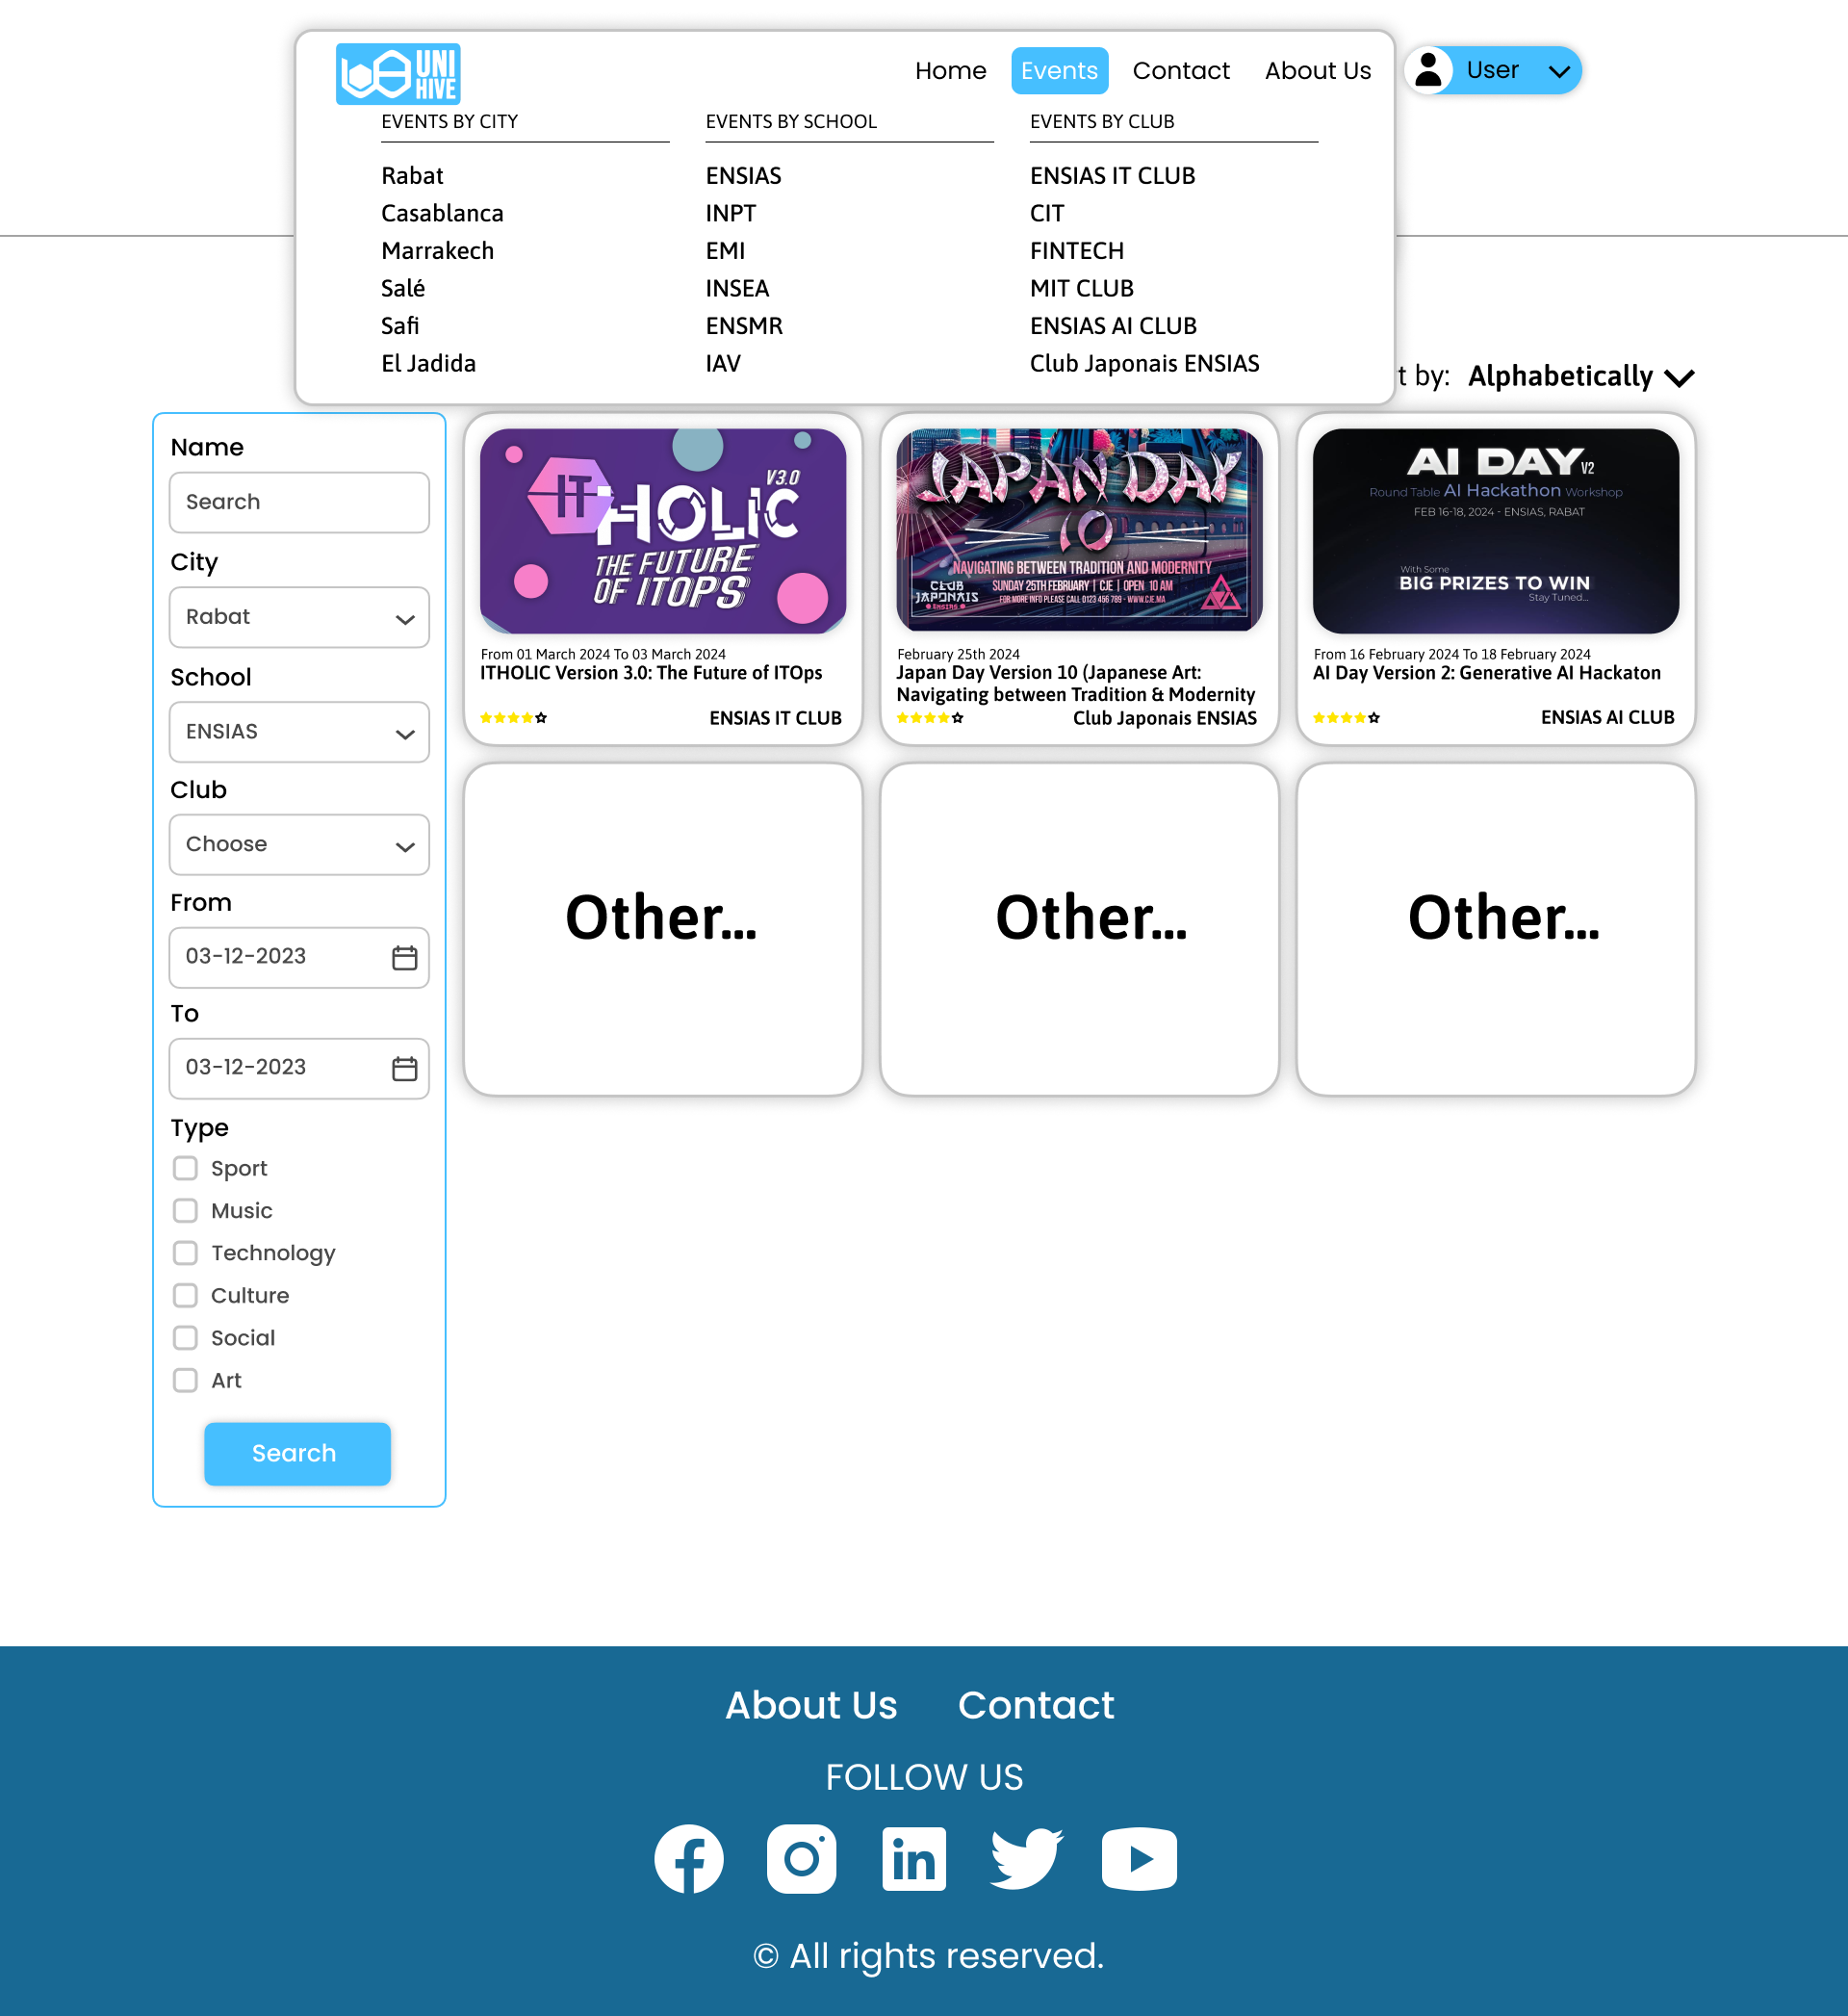 UNI
HIVE
Home Events Contact About Us User
EVENTS BY CITY
Rabat
Casablanca
Marrakech
Salé
Safi
El Jadida
EVENTS BY SCHOOL
ENSIAS
INPT
EMI
INSEA
ENSMR
IAV
EVENTS BY CLUB
ENSIAS IT CLUB
CIT
FINTECH
MIT CLUB
ENSIAS AI CLUB
Club Japonais ENSIAS
t by: Alphabetically
Name
Search
City
Rabat
School
ENSIAS
Club
Choose
From
03-12-2023
To
03-12-2023
Type
Sport
Music
Technology
Culture
Social
Art
Search
V3.0
IT HOLiC
THE FUTURE
OF ITOPS
From 01 March 2024 To 03 March 2024
ITHOLIC Version 3.0: The Future of ITOps
ENSIAS IT CLUB
JAPAN DAY
10
NAVIGATING BETWEEN TRADITION AND MODERNITY
SUNDAY 25TH FEBRUARY | CJE | OPEN 10 AM
FOR MORE INFO PLEASE CALL 0123 456 789 - WWW.CJE.MA
CLUB
JAPONAIS
ENSIAS
February 25th 2024
Japan Day Version 10 (Japanese Art:
Navigating between Tradition & Modernity
Club Japonais ENSIAS
AI DAY V2
Round Table AI Hackathon Workshop
FEB 16-18, 2024 - ENSIAS, RABAT
With Some
BIG PRIZES TO WIN
Stay Tuned...
From 16 February 2024 To 18 February 2024
AI Day Version 2: Generative AI Hackaton
ENSIAS AI CLUB
Other...
Other...
Other...
About Us Contact
FOLLOW US
© All rights reserved.